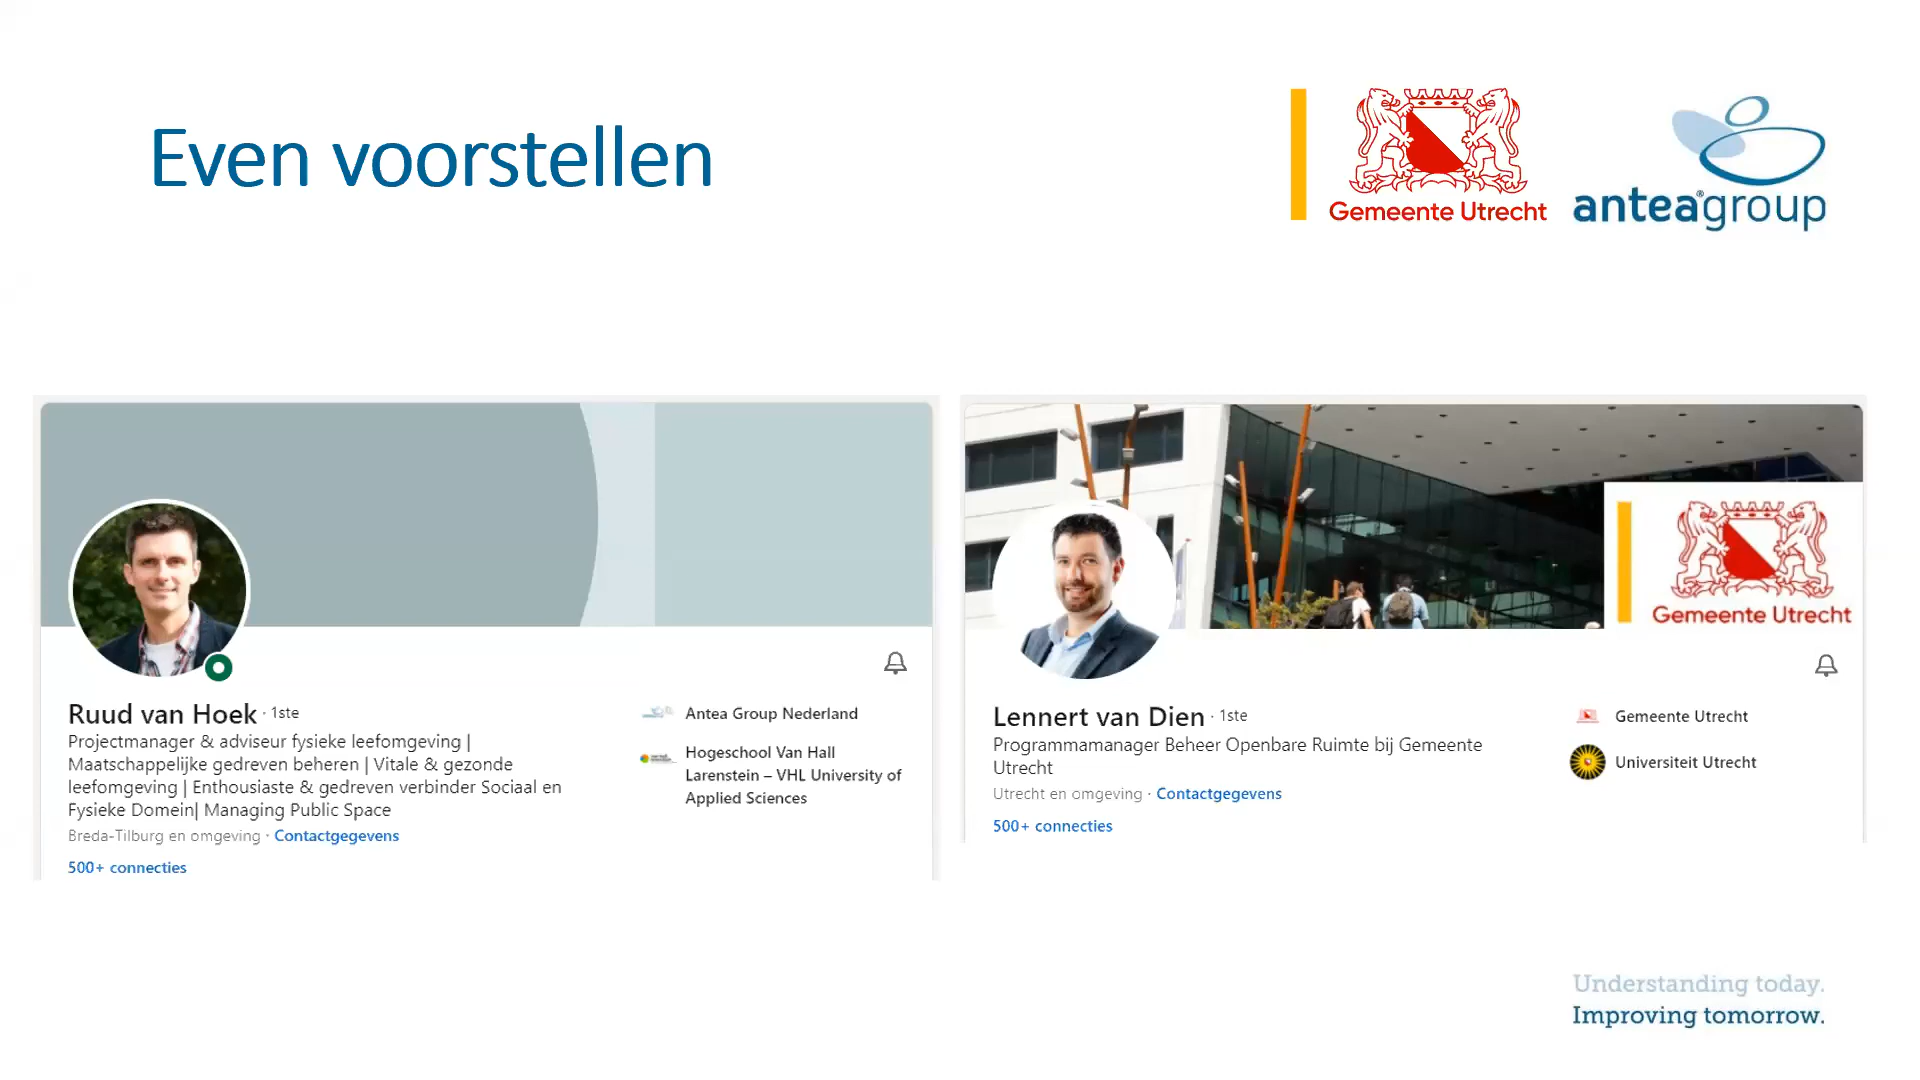 Even voorstellen
Gemeente Utrecht
antea®group
Gemeente Utrecht
Ruud van Hoek · 1ste
Projectmanager & adviseur fysieke leefomgeving |
Maatschappelijke gedreven beheren | Vitale & gezonde
leefomgeving | Enthousiaste & gedreven verbinder Sociaal en
Fysieke Domein| Managing Public Space
Breda-Tilburg en omgeving · Contactgegevens
500+ connecties
Antea Group Nederland
Hogeschool Van Hall
Larenstein – VHL University of
Applied Sciences
Lennert van Dien · 1ste
Programmamanager Beheer Openbare Ruimte bij Gemeente
Utrecht
Utrecht en omgeving · Contactgegevens
500+ connecties
Gemeente Utrecht
Universiteit Utrecht
Understanding today.
Improving tomorrow.